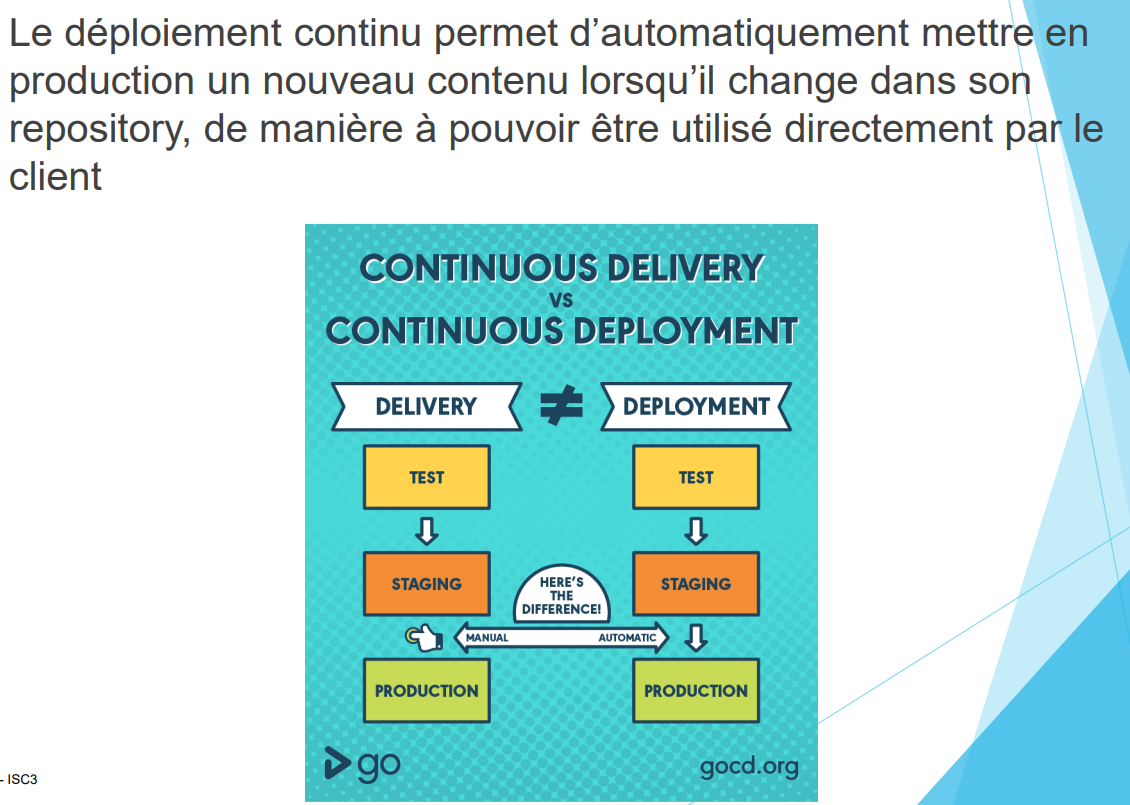 Le déploiement continu permet d’automatiquement mettre en
production un nouveau contenu lorsqu’il change dans son
repository, de manière à pouvoir être utilisé directement par le
client
CONTINUOUS DELIVERY
VS
CONTINUOUS DEPLOYMENT
DELIVERY ≠ DEPLOYMENT
TEST TEST
STAGING STAGING
HERE’S
THE
DIFFERENCE!
MANUAL AUTOMATIC
PRODUCTION PRODUCTION
go gocd.org
- ISC3